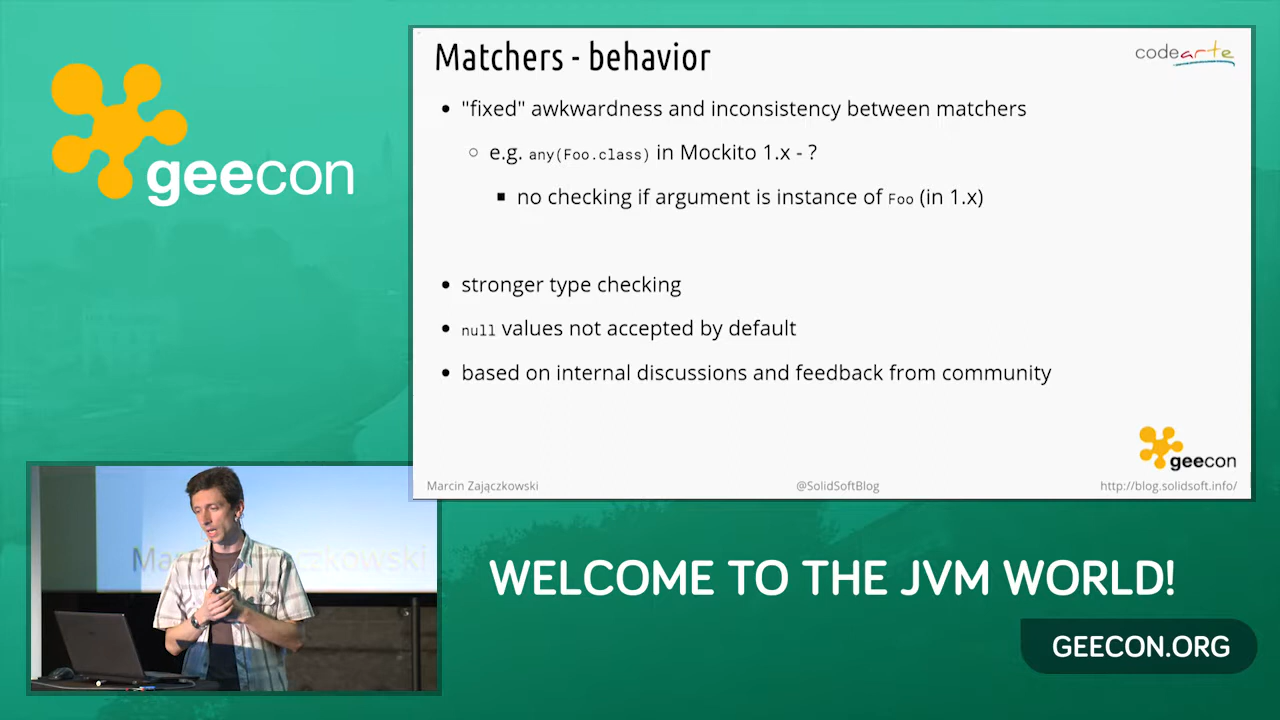 geecon
Matchers - behavior
codearte
• "fixed" awkwardness and inconsistency between matchers
○ e.g. any(Foo.class) in Mockito 1.x - ?
■ no checking if argument is instance of Foo (in 1.x)
• stronger type checking
• null values not accepted by default
• based on internal discussions and feedback from community
geecon
Marcin Zajączkowski
@SolidSoftBlog
http://blog.solidsoft.info/
Marcin Zajączkowski
WELCOME TO THE JVM WORLD!
GEECON.ORG